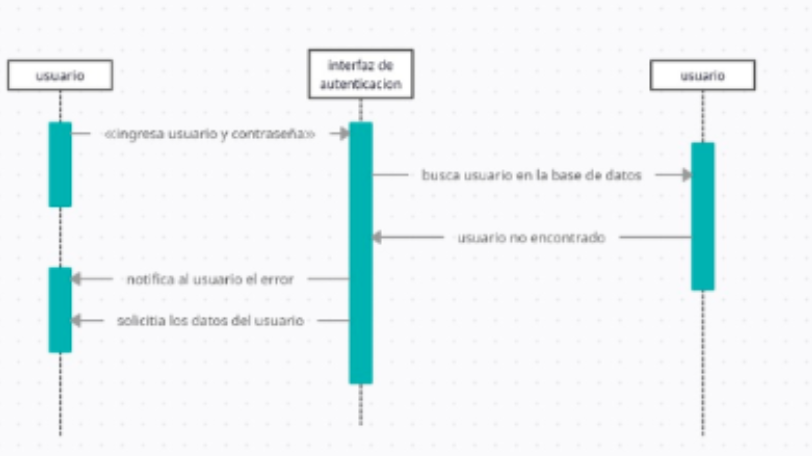 usuario
interfaz de
autenticacion
usuario
«ingresa usuario y contraseña»
busca usuario en la base de datos
usuario no encontrado
notifica al usuario el error
solicitia los datos del usuario